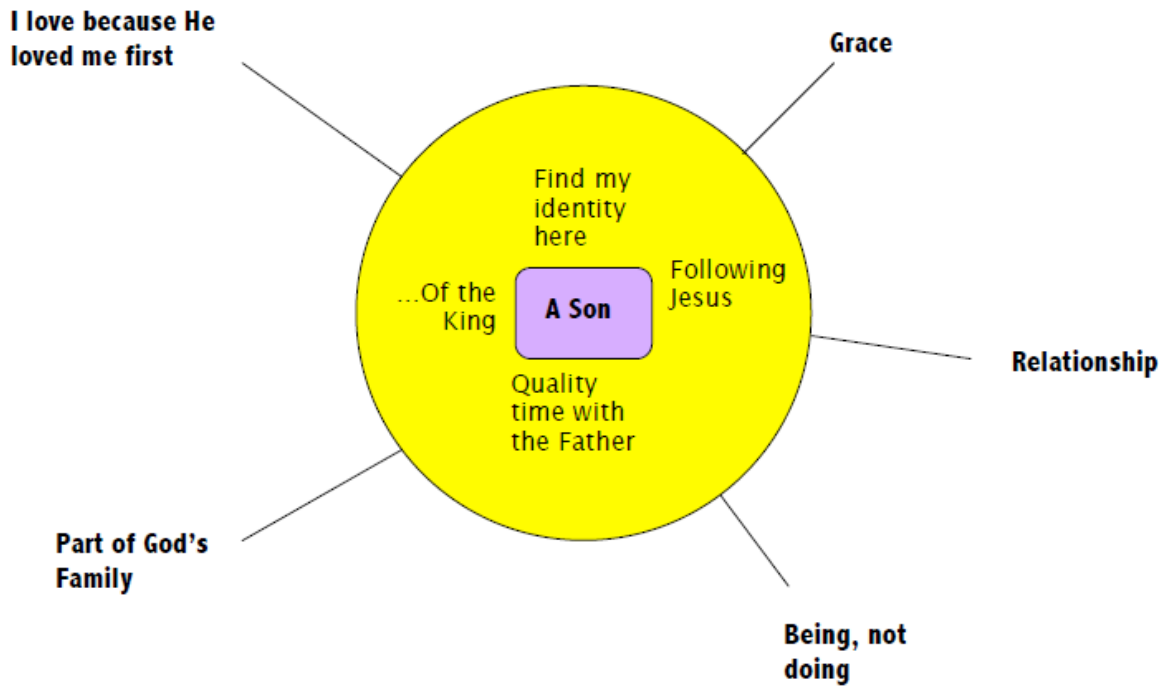 I love because He
loved me first
Grace
Find my
identity
here
Following
Jesus
...Of the
King
A Son
Relationship
Quality
time with
the Father
Part of God’s
Family
Being, not
doing